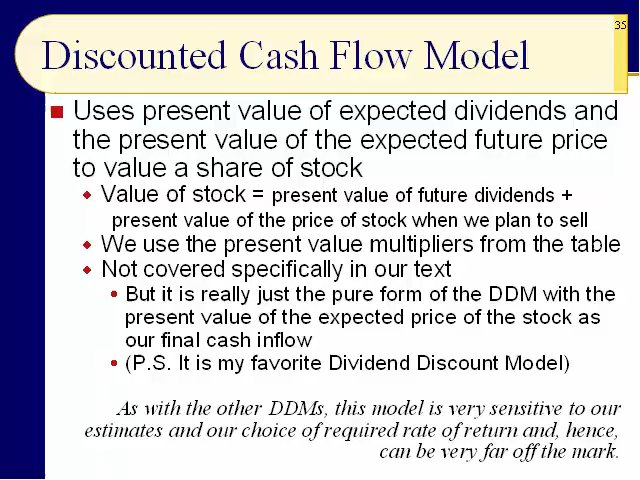 35
Discounted Cash Flow Model
Uses present value of expected dividends and
the present value of the expected future price
to value a share of stock
Value of stock = present value of future dividends +
present value of the price of stock when we plan to sell
We use the present value multipliers from the table
Not covered specifically in our text
But it is really just the pure form of the DDM with the
present value of the expected price of the stock as
our final cash inflow
(P.S. It is my favorite Dividend Discount Model)
As with the other DDMs, this model is very sensitive to our
estimates and our choice of required rate of return and, hence,
can be very far off the mark.